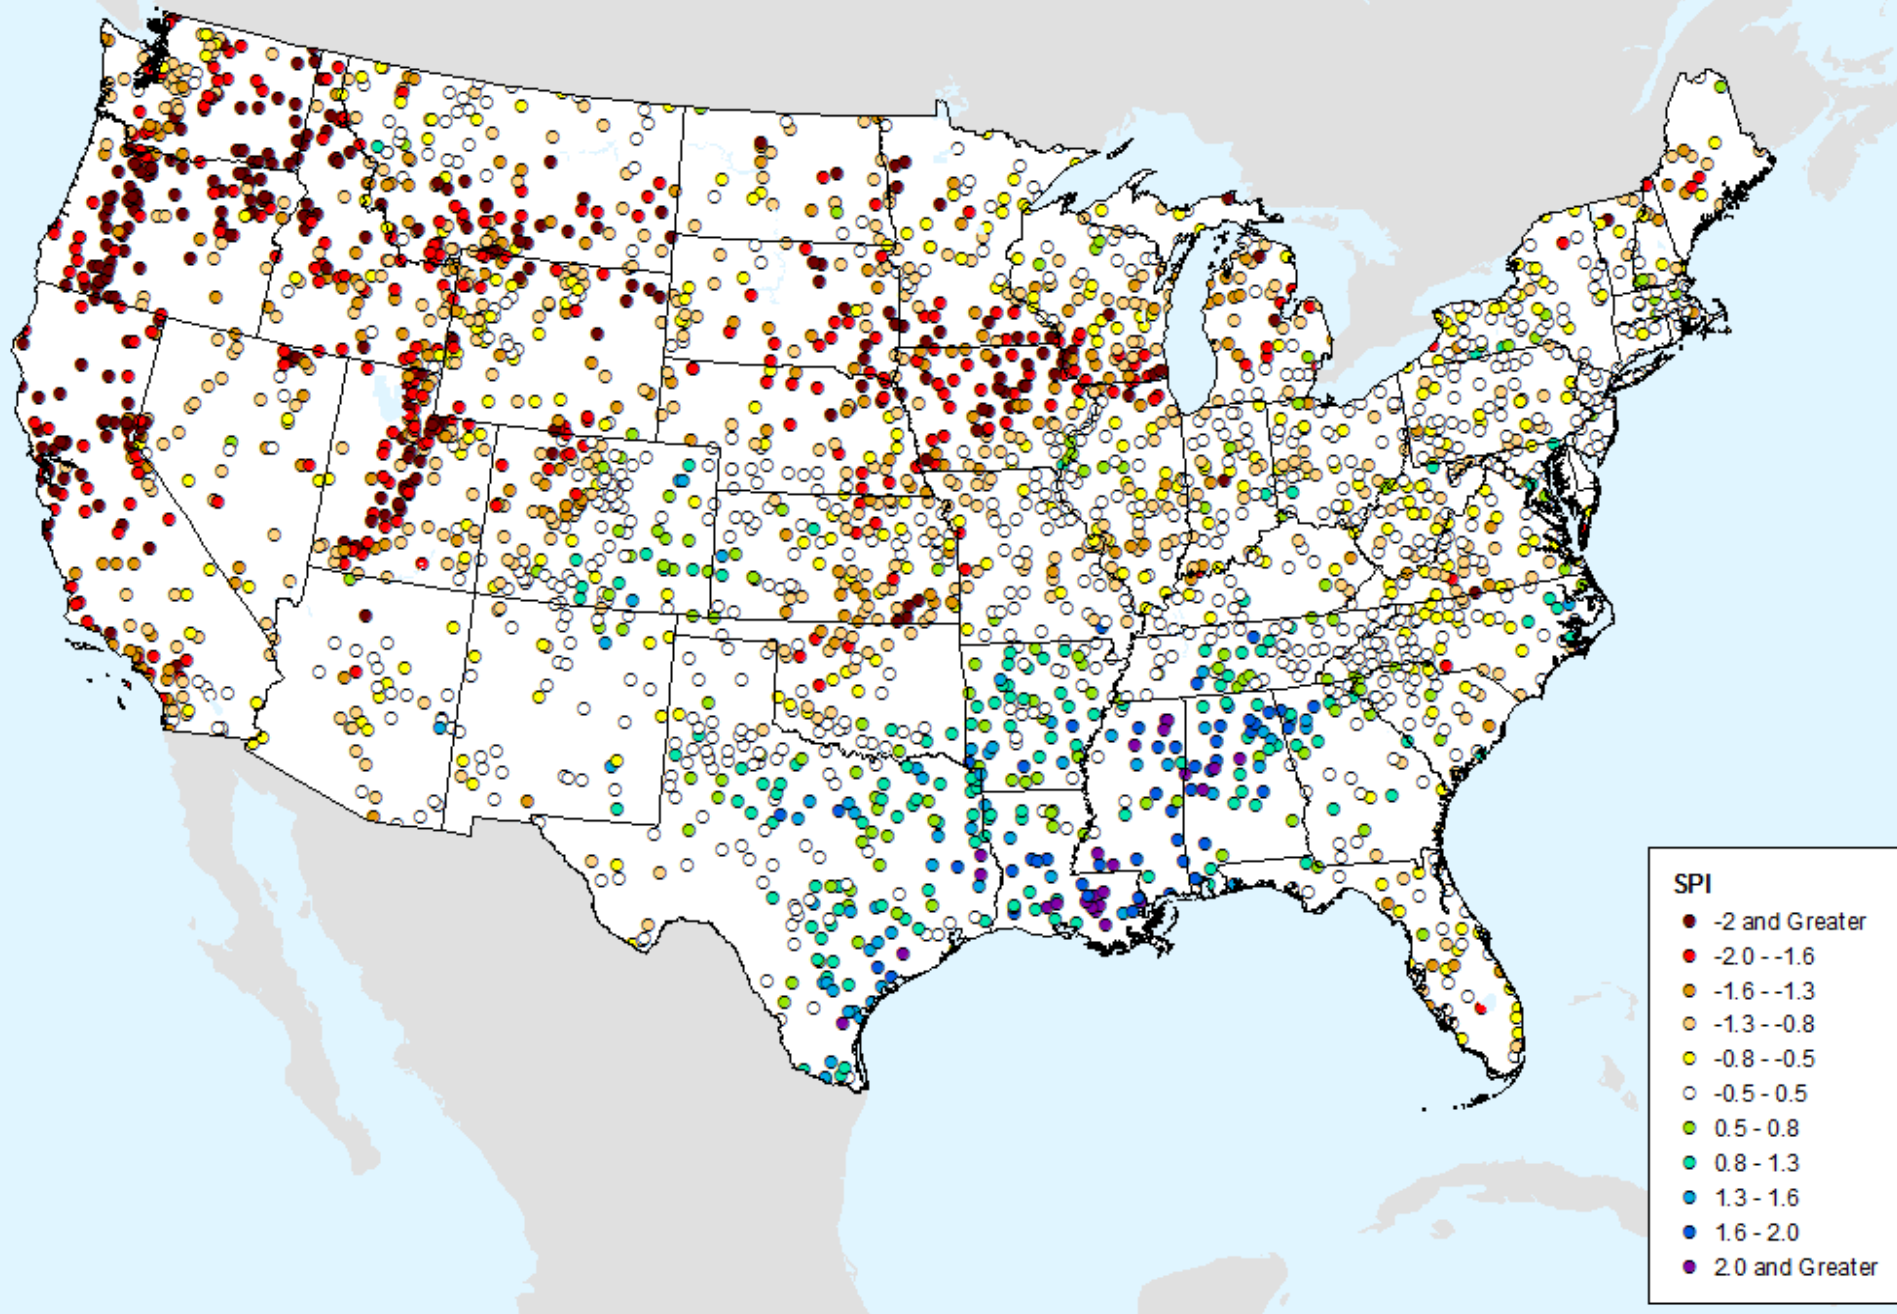 SPI
-2 and Greater
-2.0 - -1.6
-1.6 - -1.3
-1.3 - -0.8
-0.8 - -0.5
-0.5 - 0.5
0.5 - 0.8
0.8 - 1.3
1.3 - 1.6
1.6 - 2.0
2.0 and Greater